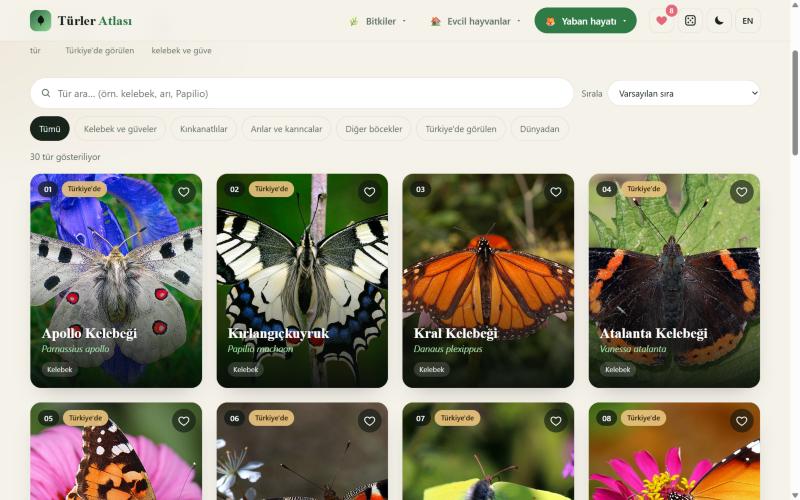 Türler Atlası
Bitkiler
Evcil hayvanlar
Yaban hayatı
8
EN
tür
Türkiye'de görülen
kelebek ve güve
Tür ara... (örn. kelebek, arı, Papilio)
Sırala
Varsayılan sıra
Tümü
Kelebek ve güveler
Kınkanatlılar
Arılar ve karıncalar
Diğer böcekler
Türkiye'de görülen
Dünyadan
30 tür gösteriliyor
01 Türkiye'de
Apollo Kelebeği
Parnassius apollo
Kelebek
02 Türkiye'de
Kırlangıçkuyruk
Papilio machaon
Kelebek
03
Kral Kelebeği
Danaus plexippus
Kelebek
04 Türkiye'de
Atalanta Kelebeği
Vanessa atalanta
Kelebek
05 Türkiye'de
06 Türkiye'de
07 Türkiye'de
08 Türkiye'de